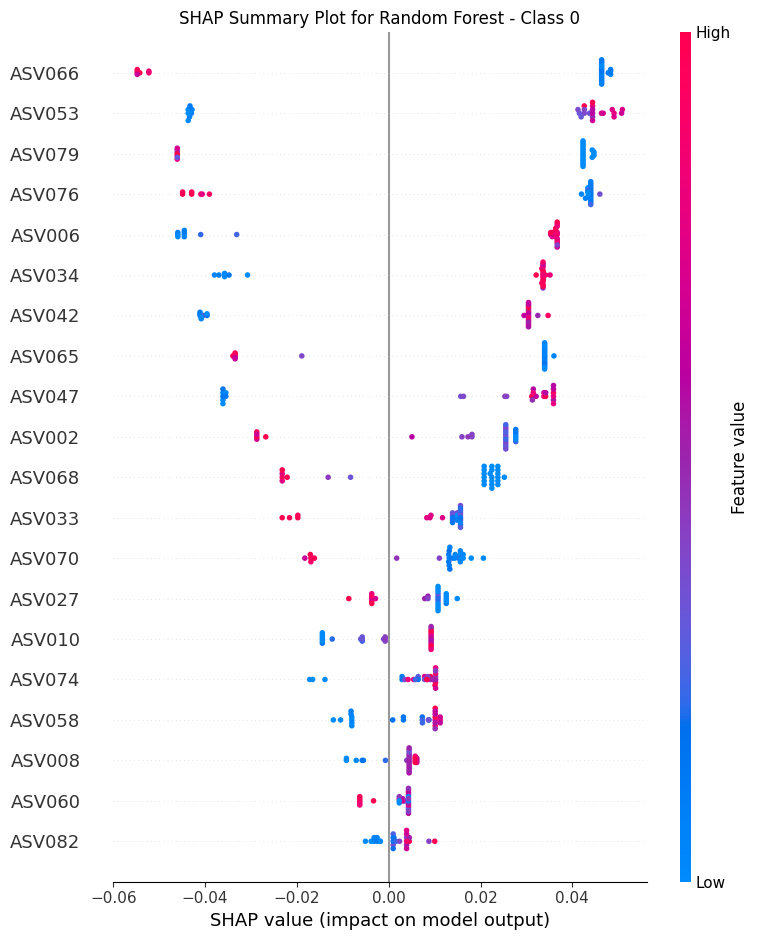 SHAP Summary Plot for Random Forest - Class 0
High
ASV066
ASV053
ASV079
ASV076
ASV006
ASV034
ASV042
ASV065
ASV047
ASV002
ASV068
ASV033
ASV070
ASV027
ASV010
ASV074
ASV058
ASV008
ASV060
ASV082
Feature value
Low
−0.06 −0.04 −0.02 0.00 0.02 0.04
SHAP value (impact on model output)